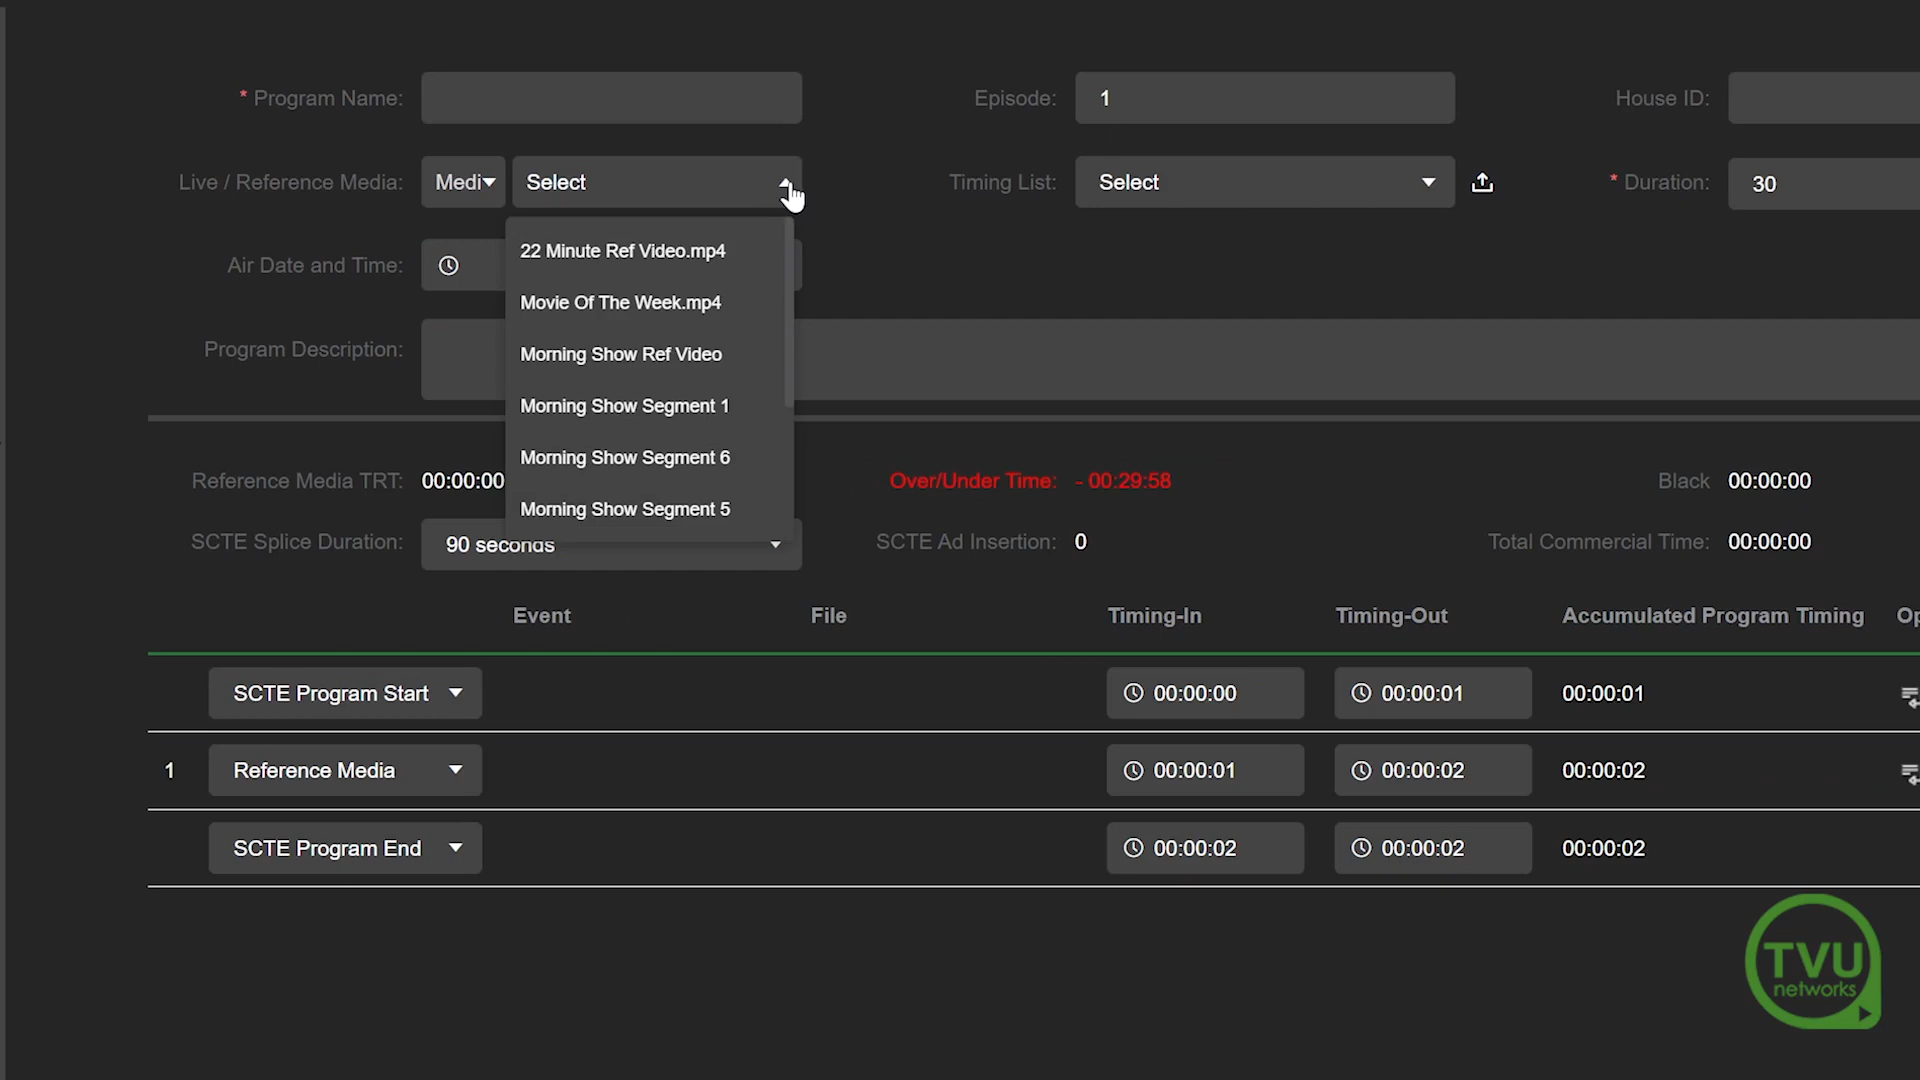 * Program Name:
Episode: 1
House ID:
Live / Reference Media: Medi Select
Timing List: Select
* Duration: 30
Air Date and Time:
22 Minute Ref Video.mp4
Movie Of The Week.mp4
Morning Show Ref Video
Morning Show Segment 1
Morning Show Segment 6
Morning Show Segment 5
Program Description:
Reference Media TRT: 00:00:00
Over/Under Time: - 00:29:58
Black 00:00:00
SCTE Splice Duration: 90 seconds
SCTE Ad Insertion: 0
Total Commercial Time: 00:00:00
Event File Timing-In Timing-Out Accumulated Program Timing Op
SCTE Program Start 00:00:00 00:00:01 00:00:01
1 Reference Media 00:00:01 00:00:02 00:00:02
SCTE Program End 00:00:02 00:00:02 00:00:02
TVU
networks